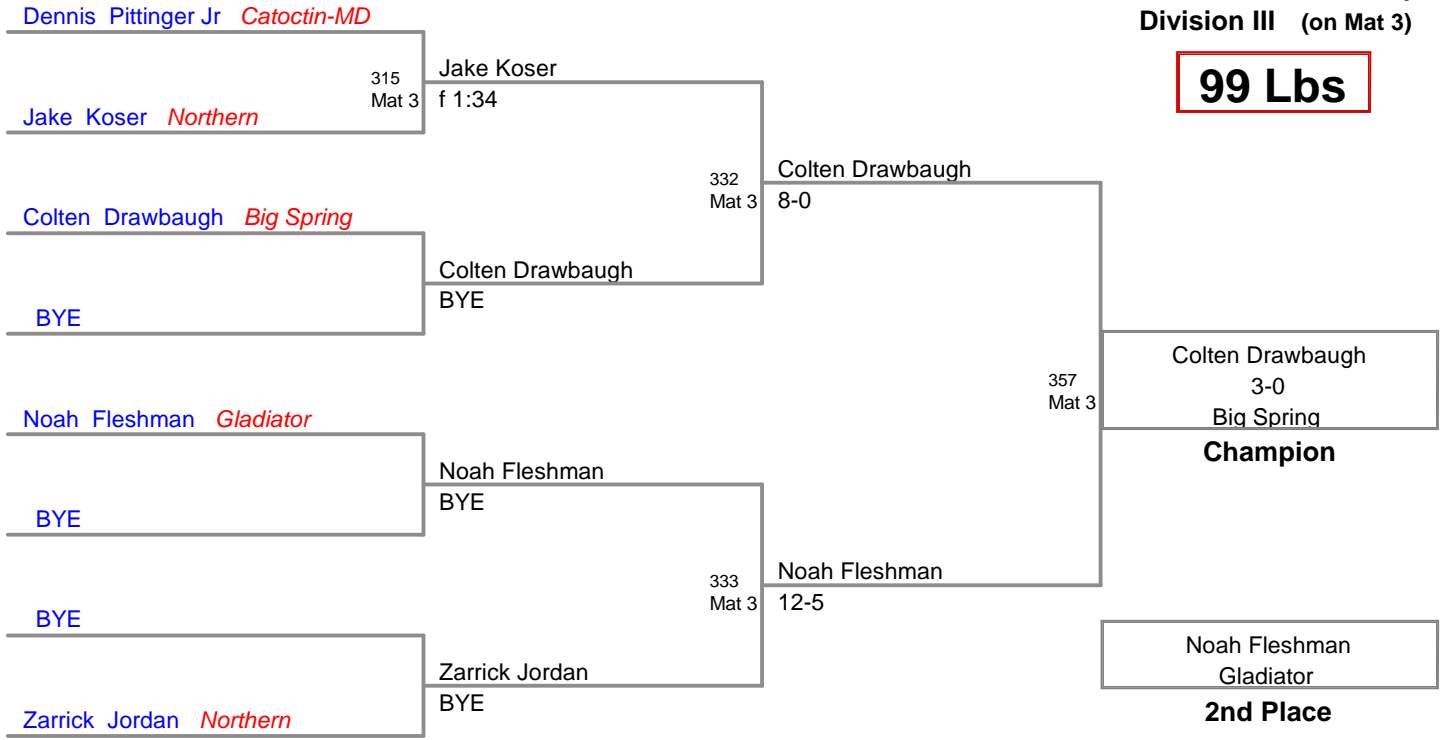 Dennis Pittinger Jr Catoctin-MD
Division III (on Mat 3)
99 Lbs
315
Mat 3
Jake Koser
f 1:34
Jake Koser Northern
332
Mat 3
Colten Drawbaugh
8-0
Colten Drawbaugh Big Spring
Colten Drawbaugh
BYE
BYE
357
Mat 3
Colten Drawbaugh
3-0
Big Spring
Champion
Noah Fleshman Gladiator
Noah Fleshman
BYE
BYE
333
Mat 3
Noah Fleshman
12-5
BYE
Zarrick Jordan
BYE
Zarrick Jordan Northern
Noah Fleshman
Gladiator
2nd Place